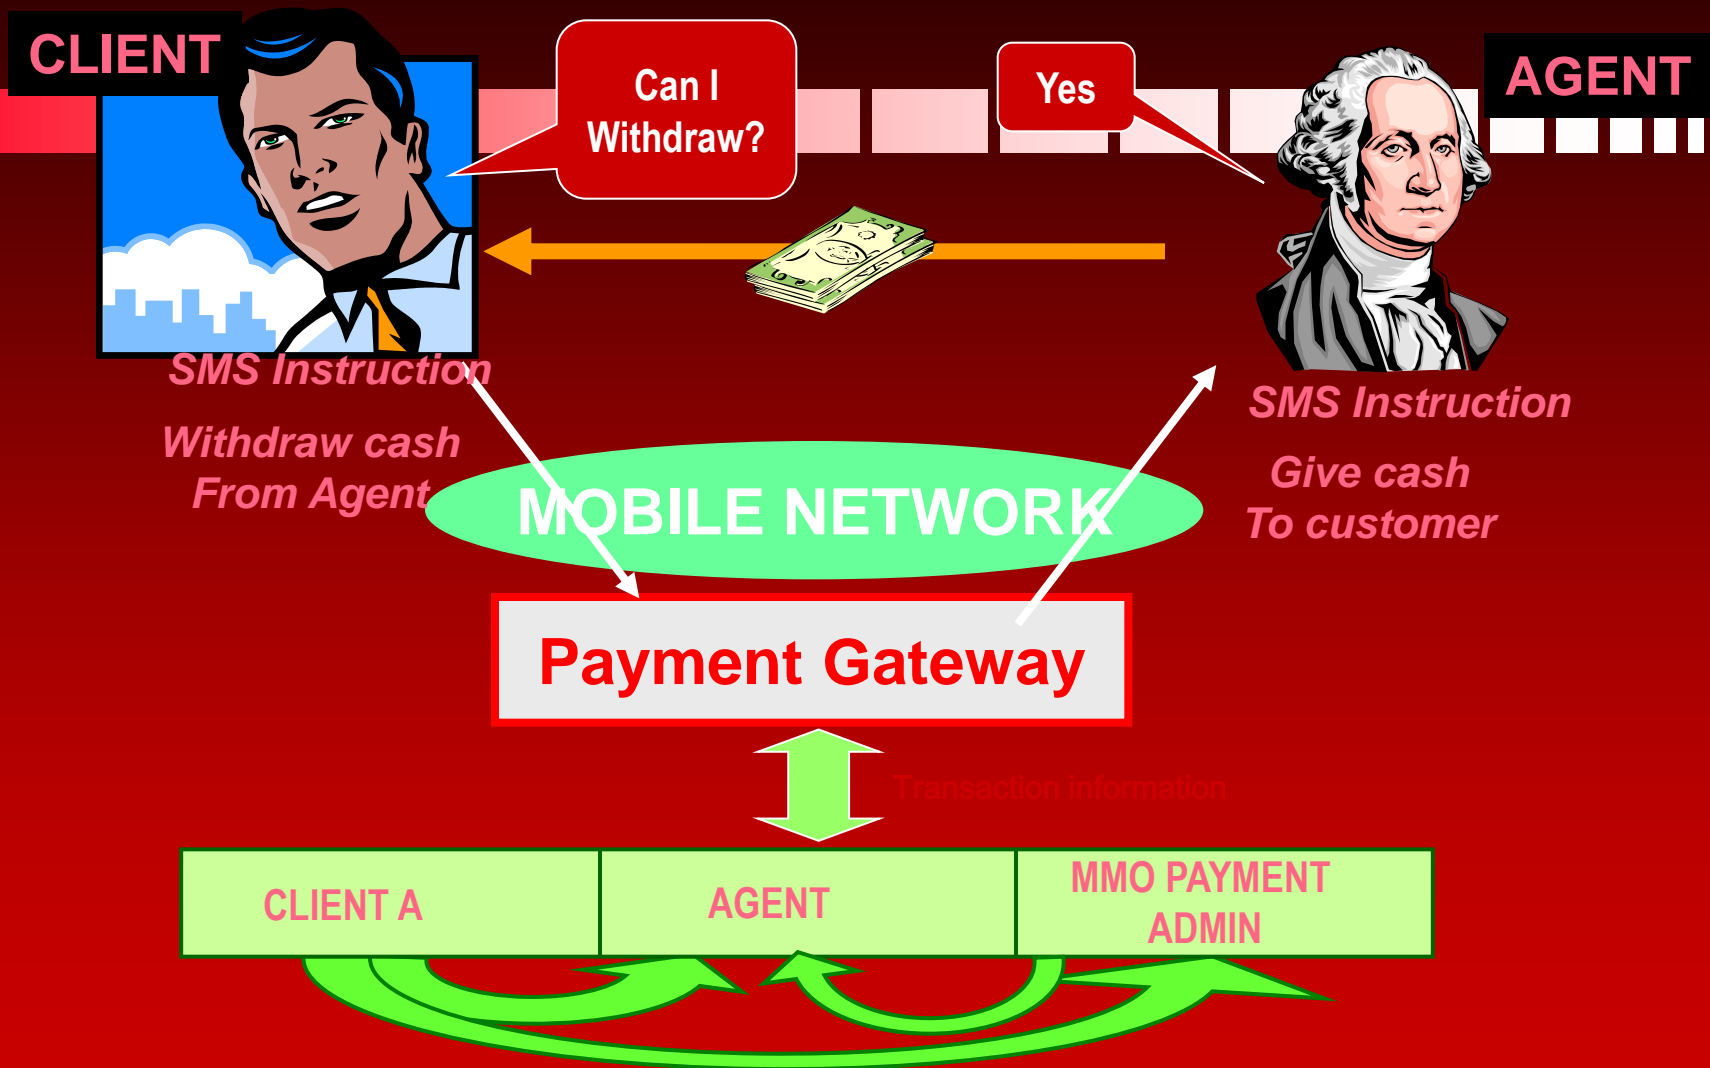 CLIENT
Can I
Withdraw?
Yes
AGENT
SMS Instruction
Withdraw cash
From Agent
SMS Instruction
Give cash
To customer
MOBILE NETWORK
Payment Gateway
Transaction information
CLIENT A
AGENT
MMO PAYMENT
ADMIN